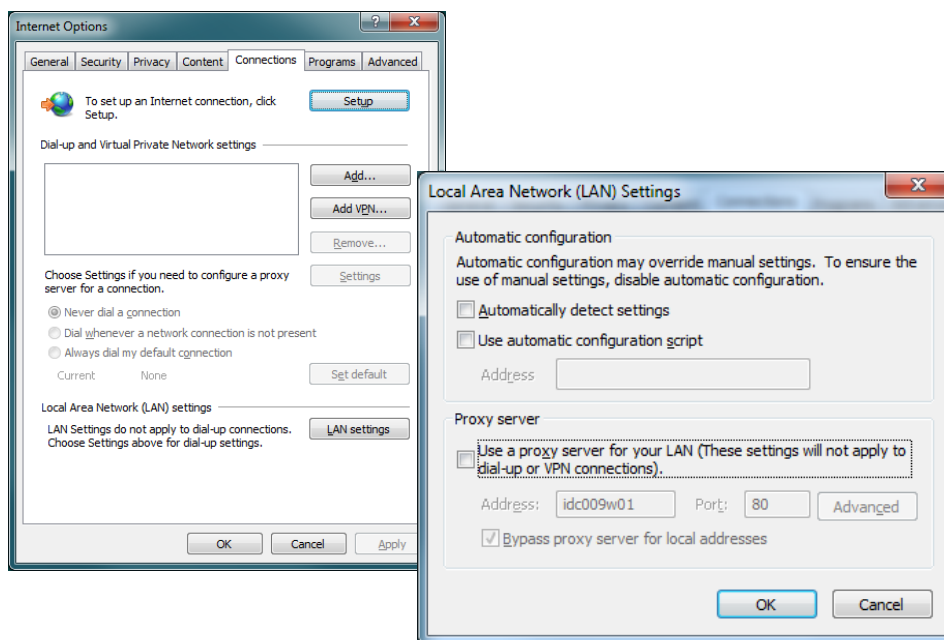 Internet Options
General
Security
Privacy
Content
Connections
Programs
Advanced
To set up an Internet connection, click
Setup.
Setup
Dial-up and Virtual Private Network settings
Add...
Add VPN...
Remove...
Choose Settings if you need to configure a proxy
server for a connection.
Settings
Never dial a connection
Dial whenever a network connection is not present
Always dial my default connection
Current
None
Set default
Local Area Network (LAN) settings
LAN Settings do not apply to dial-up connections.
Choose Settings above for dial-up settings.
LAN settings
OK
Cancel
Apply
Local Area Network (LAN) Settings
Automatic configuration
Automatic configuration may override manual settings. To ensure the
use of manual settings, disable automatic configuration.
Automatically detect settings
Use automatic configuration script
Address
Proxy server
Use a proxy server for your LAN (These settings will not apply to
dial-up or VPN connections).
Address:
idc009w01
Port:
80
Advanced
Bypass proxy server for local addresses
OK
Cancel